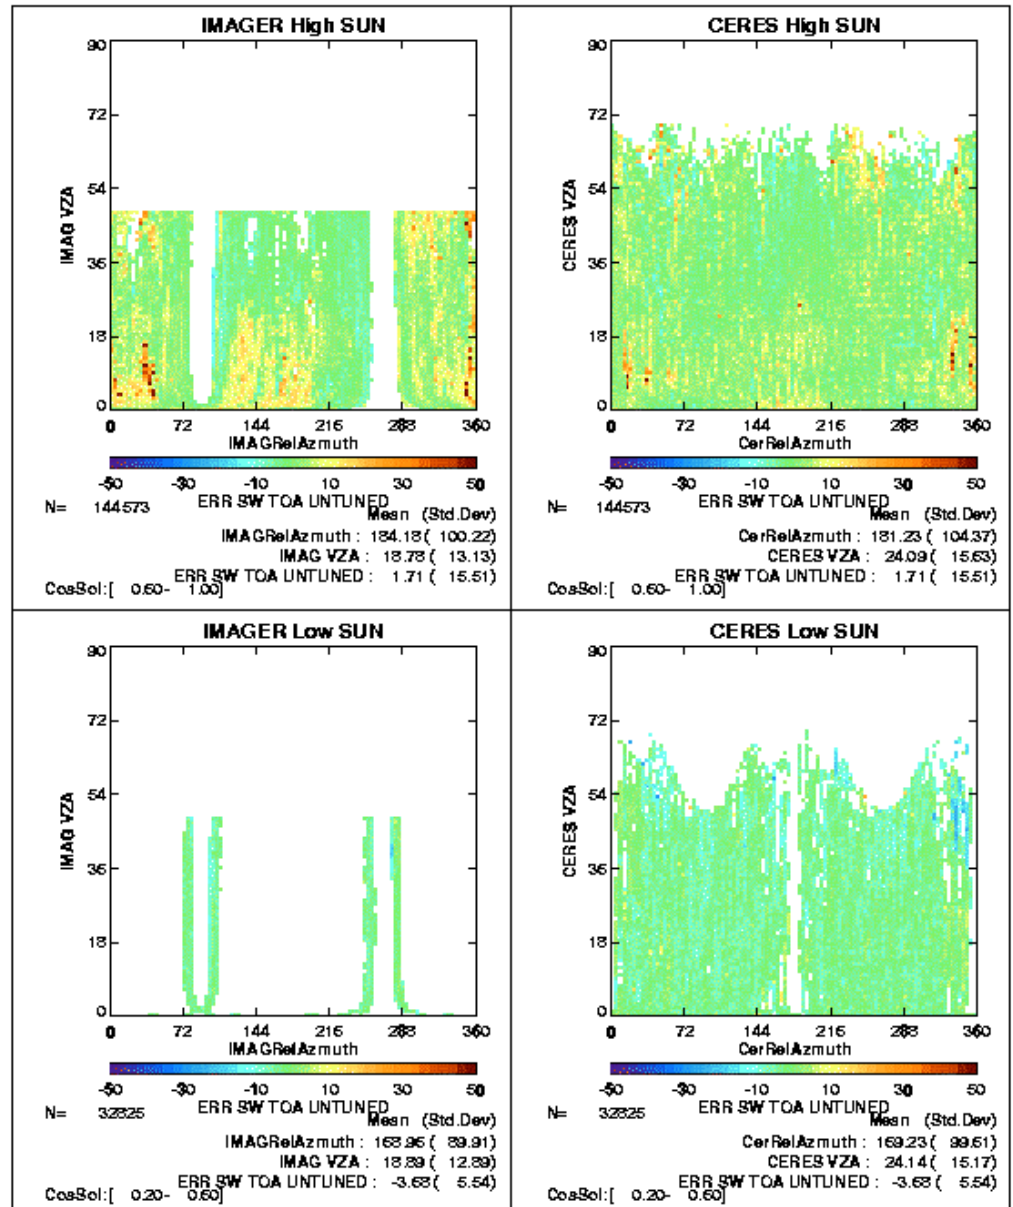 IMAGER High SUN
90
72
54
36
18
0
IMAG VZA
0 72 144 216 288 360
IMAGRelAzmuth
-50 -30 -10 10 30 50
ERR SW TOA UNTUNED
N= 144573
Mean (Std.Dev)
IMAGRelAzmuth : 184.18 ( 100.22)
IMAG VZA : 18.78 ( 13.13)
ERR SW TOA UNTUNED : 1.71 ( 15.51)
CosSol:[ 0.60- 1.00]
CERES High SUN
90
72
54
36
18
0
CERES VZA
0 72 144 216 288 360
CerRelAzmuth
-50 -30 -10 10 30 50
ERR SW TOA UNTUNED
N= 144573
Mean (Std.Dev)
CerRelAzmuth : 181.23 ( 104.37)
CERES VZA : 24.09 ( 15.63)
ERR SW TOA UNTUNED : 1.71 ( 15.51)
CosSol:[ 0.60- 1.00]
IMAGER Low SUN
90
72
54
36
18
0
IMAG VZA
0 72 144 216 288 360
IMAGRelAzmuth
-50 -30 -10 10 30 50
ERR SW TOA UNTUNED
N= 32825
Mean (Std.Dev)
IMAGRelAzmuth : 168.96 ( 89.91)
IMAG VZA : 18.89 ( 12.89)
ERR SW TOA UNTUNED : -3.68 ( 5.54)
CosSol:[ 0.20- 0.60]
CERES Low SUN
90
72
54
36
18
0
CERES VZA
0 72 144 216 288 360
CerRelAzmuth
-50 -30 -10 10 30 50
ERR SW TOA UNTUNED
N= 32825
Mean (Std.Dev)
CerRelAzmuth : 169.23 ( 99.61)
CERES VZA : 24.14 ( 15.17)
ERR SW TOA UNTUNED : -3.68 ( 5.54)
CosSol:[ 0.20- 0.60]